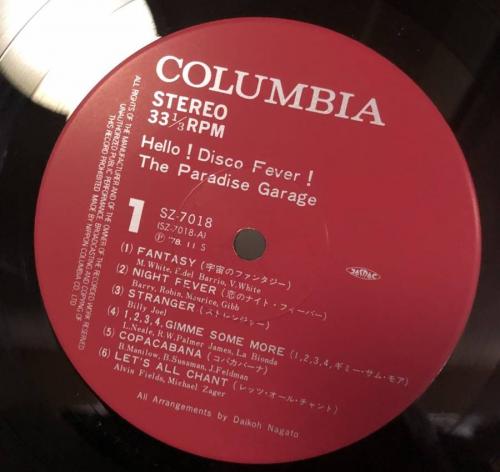 COLUMBIA
STEREO
33 1/3 RPM
Hello! Disco Fever!
The Paradise Garage
1
SZ-7018
(SZ-7018-A)
Ⓟ '78. 11 S
(1) FANTASY (宇宙のファンタジー)
M. White, E.del Barrio, V. White
(2) NIGHT FEVER (恋のナイト・フィーバー)
Barry, Robin, Maurice, Gibb
(3) STRANGER (ストレンジャー)
Billy Joel
(4) 1,2,3,4, GIMME SOME MORE (1,2,3,4, ギミー・サム・モア)
L. Neale, R.W. Palmer James, La Bionda
(5) COPACABANA (コパカバーナ)
B. Manilow, B. Sussman, J. Feldman
(6) LET'S ALL CHANT (レッツ・オール・チャント)
Alvin Fields, Michael Zager
All Arrangements by Daikoh Nagato
JASRAC
ALL RIGHTS OF THE MANUFACTURER AND OF THE OWNER OF THE RECORDED WORK RESERVED.
UNAUTHORIZED PUBLIC PERFORMANCE, BROADCASTING AND COPYING OF
THIS RECORD PROHIBITED. MADE BY NIPPON COLUMBIA CO., LTD.